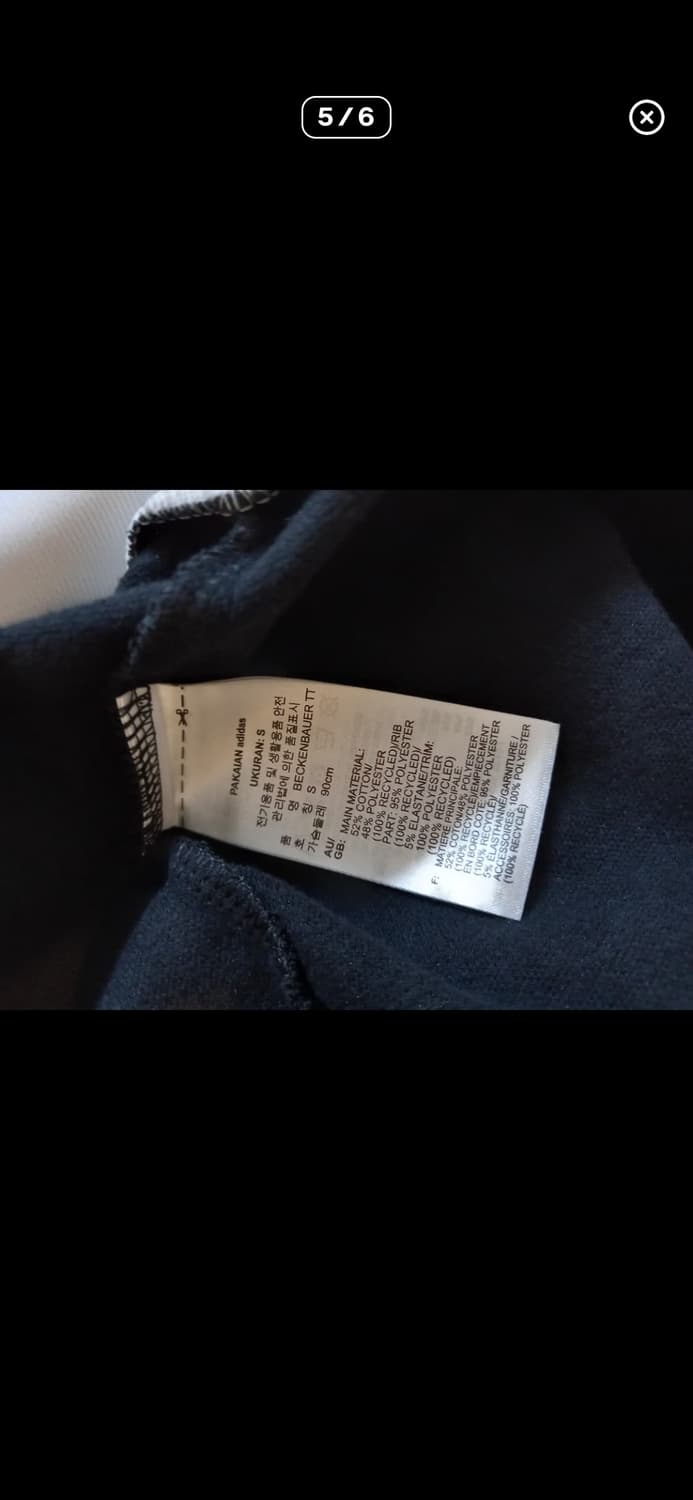 5/6
PAKAIAN adidas
UKURAN: S
전기용품 및 생활용품 안전
관리법에 의한 품질표시
품 명 BECKENBAUER TT
호 칭 S
가슴둘레 90cm
AU/
GB: MAIN MATERIAL:
52% COTTON/
48% POLYESTER
(100% RECYCLED)/RIB
PART: 95% POLYESTER
(100% RECYCLED)/
5% ELASTANE/TRIM:
100% POLYESTER
(100% RECYCLED)
F: MATIÈRE PRINCIPALE:
52% COTON/48% POLYESTER
(100% RECYCLÉ)/EMPIÈCEMENT
EN BORD CÔTE: 95% POLYESTER
(100% RECYCLÉ)/
5% ÉLASTHANNE/GARNITURE /
ACCESSOIRES: 100% POLYESTER
(100% RECYCLÉ)